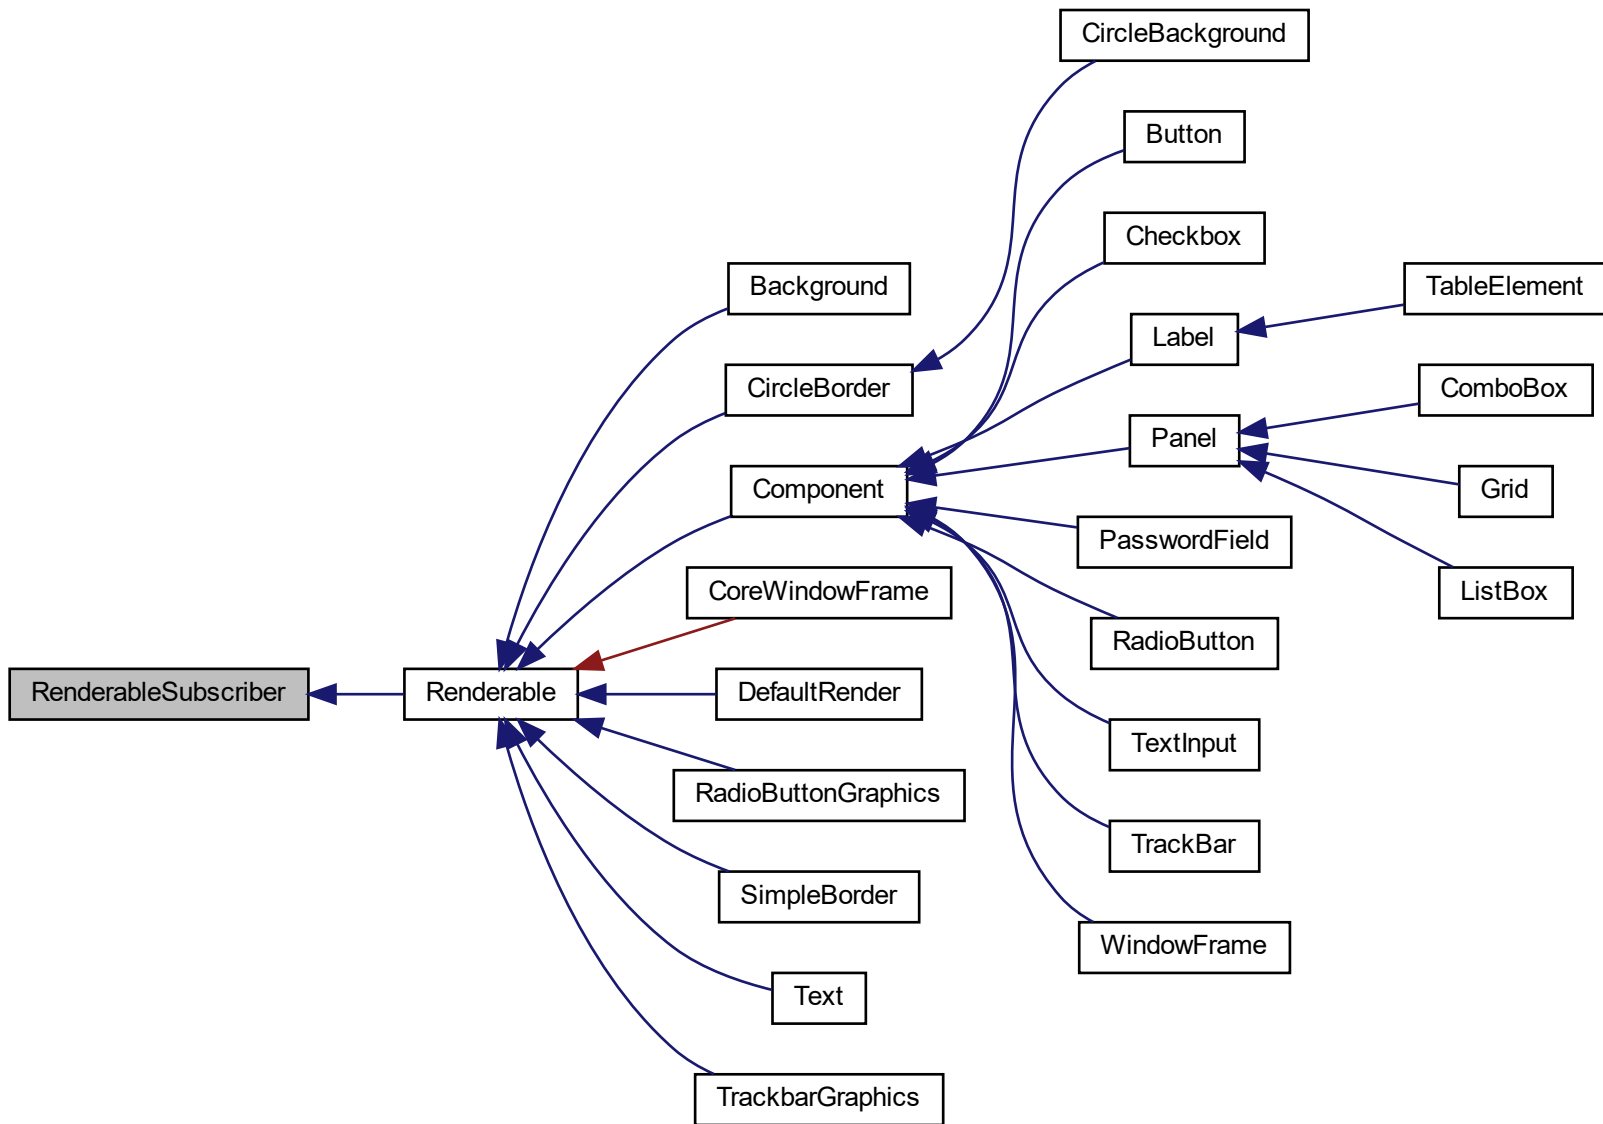 CircleBackground
Button
Checkbox
Background
TableElement
Label
CircleBorder
ComboBox
Panel
Component
Grid
PasswordField
CoreWindowFrame
ListBox
RadioButton
RenderableSubscriber
Renderable
DefaultRender
TextInput
RadioButtonGraphics
TrackBar
SimpleBorder
WindowFrame
Text
TrackbarGraphics